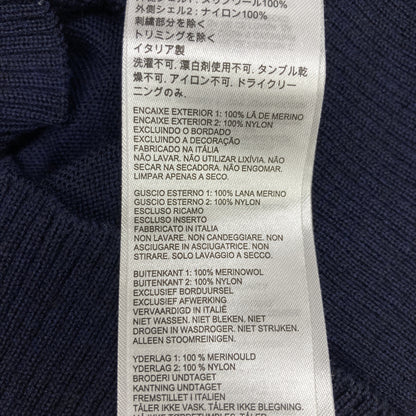 外側シェル2：ナイロン100%
刺繍部分を除く
トリミングを除く
イタリア製
洗濯不可. 漂白剤使用不可. タンブル乾
燥不可. アイロン不可. ドライクリー
ニングのみ.
ENCAIXE EXTERIOR 1: 100% LÃ DE MERINO
ENCAIXE EXTERIOR 2: 100% NYLON
EXCLUINDO O BORDADO
EXCLUINDO A DECORAÇÃO
FABRICADO NA ITÁLIA
NÃO LAVAR. NÃO UTILIZAR LIXÍVIA. NÃO
SECAR NA SECADORA. NÃO ENGOMAR.
LIMPAR APENAS A SECO.
GUSCIO ESTERNO 1: 100% LANA MERINO
GUSCIO ESTERNO 2: 100% NYLON
ESCLUSO RICAMO
ESCLUSO INSERTO
FABBRICATO IN ITALIA
NON LAVARE. NON CANDEGGIARE. NON
ASCIUGARE IN ASCIUGATRICE. NON
STIRARE. SOLO LAVAGGIO A SECCO.
BUITENKANT 1: 100% MERINOWOL
BUITENKANT 2: 100% NYLON
EXCLUSIEF BORDUURSEL
EXCLUSIEF AFWERKING
VERVAARDIGD IN ITALIË
NIET WASSEN. NIET BLEKEN. NIET
DROGEN IN WASDROGER. NIET STRIJKEN.
ALLEEN STOOMREINIGEN.
YDERLAG 1: 100% MERINOULD
YDERLAG 2: 100% NYLON
BRODERI UNDTAGET
KANTNING UNDTAGET
FREMSTILLET I ITALIEN
TÅLER IKKE VASK. TÅLER IKKE